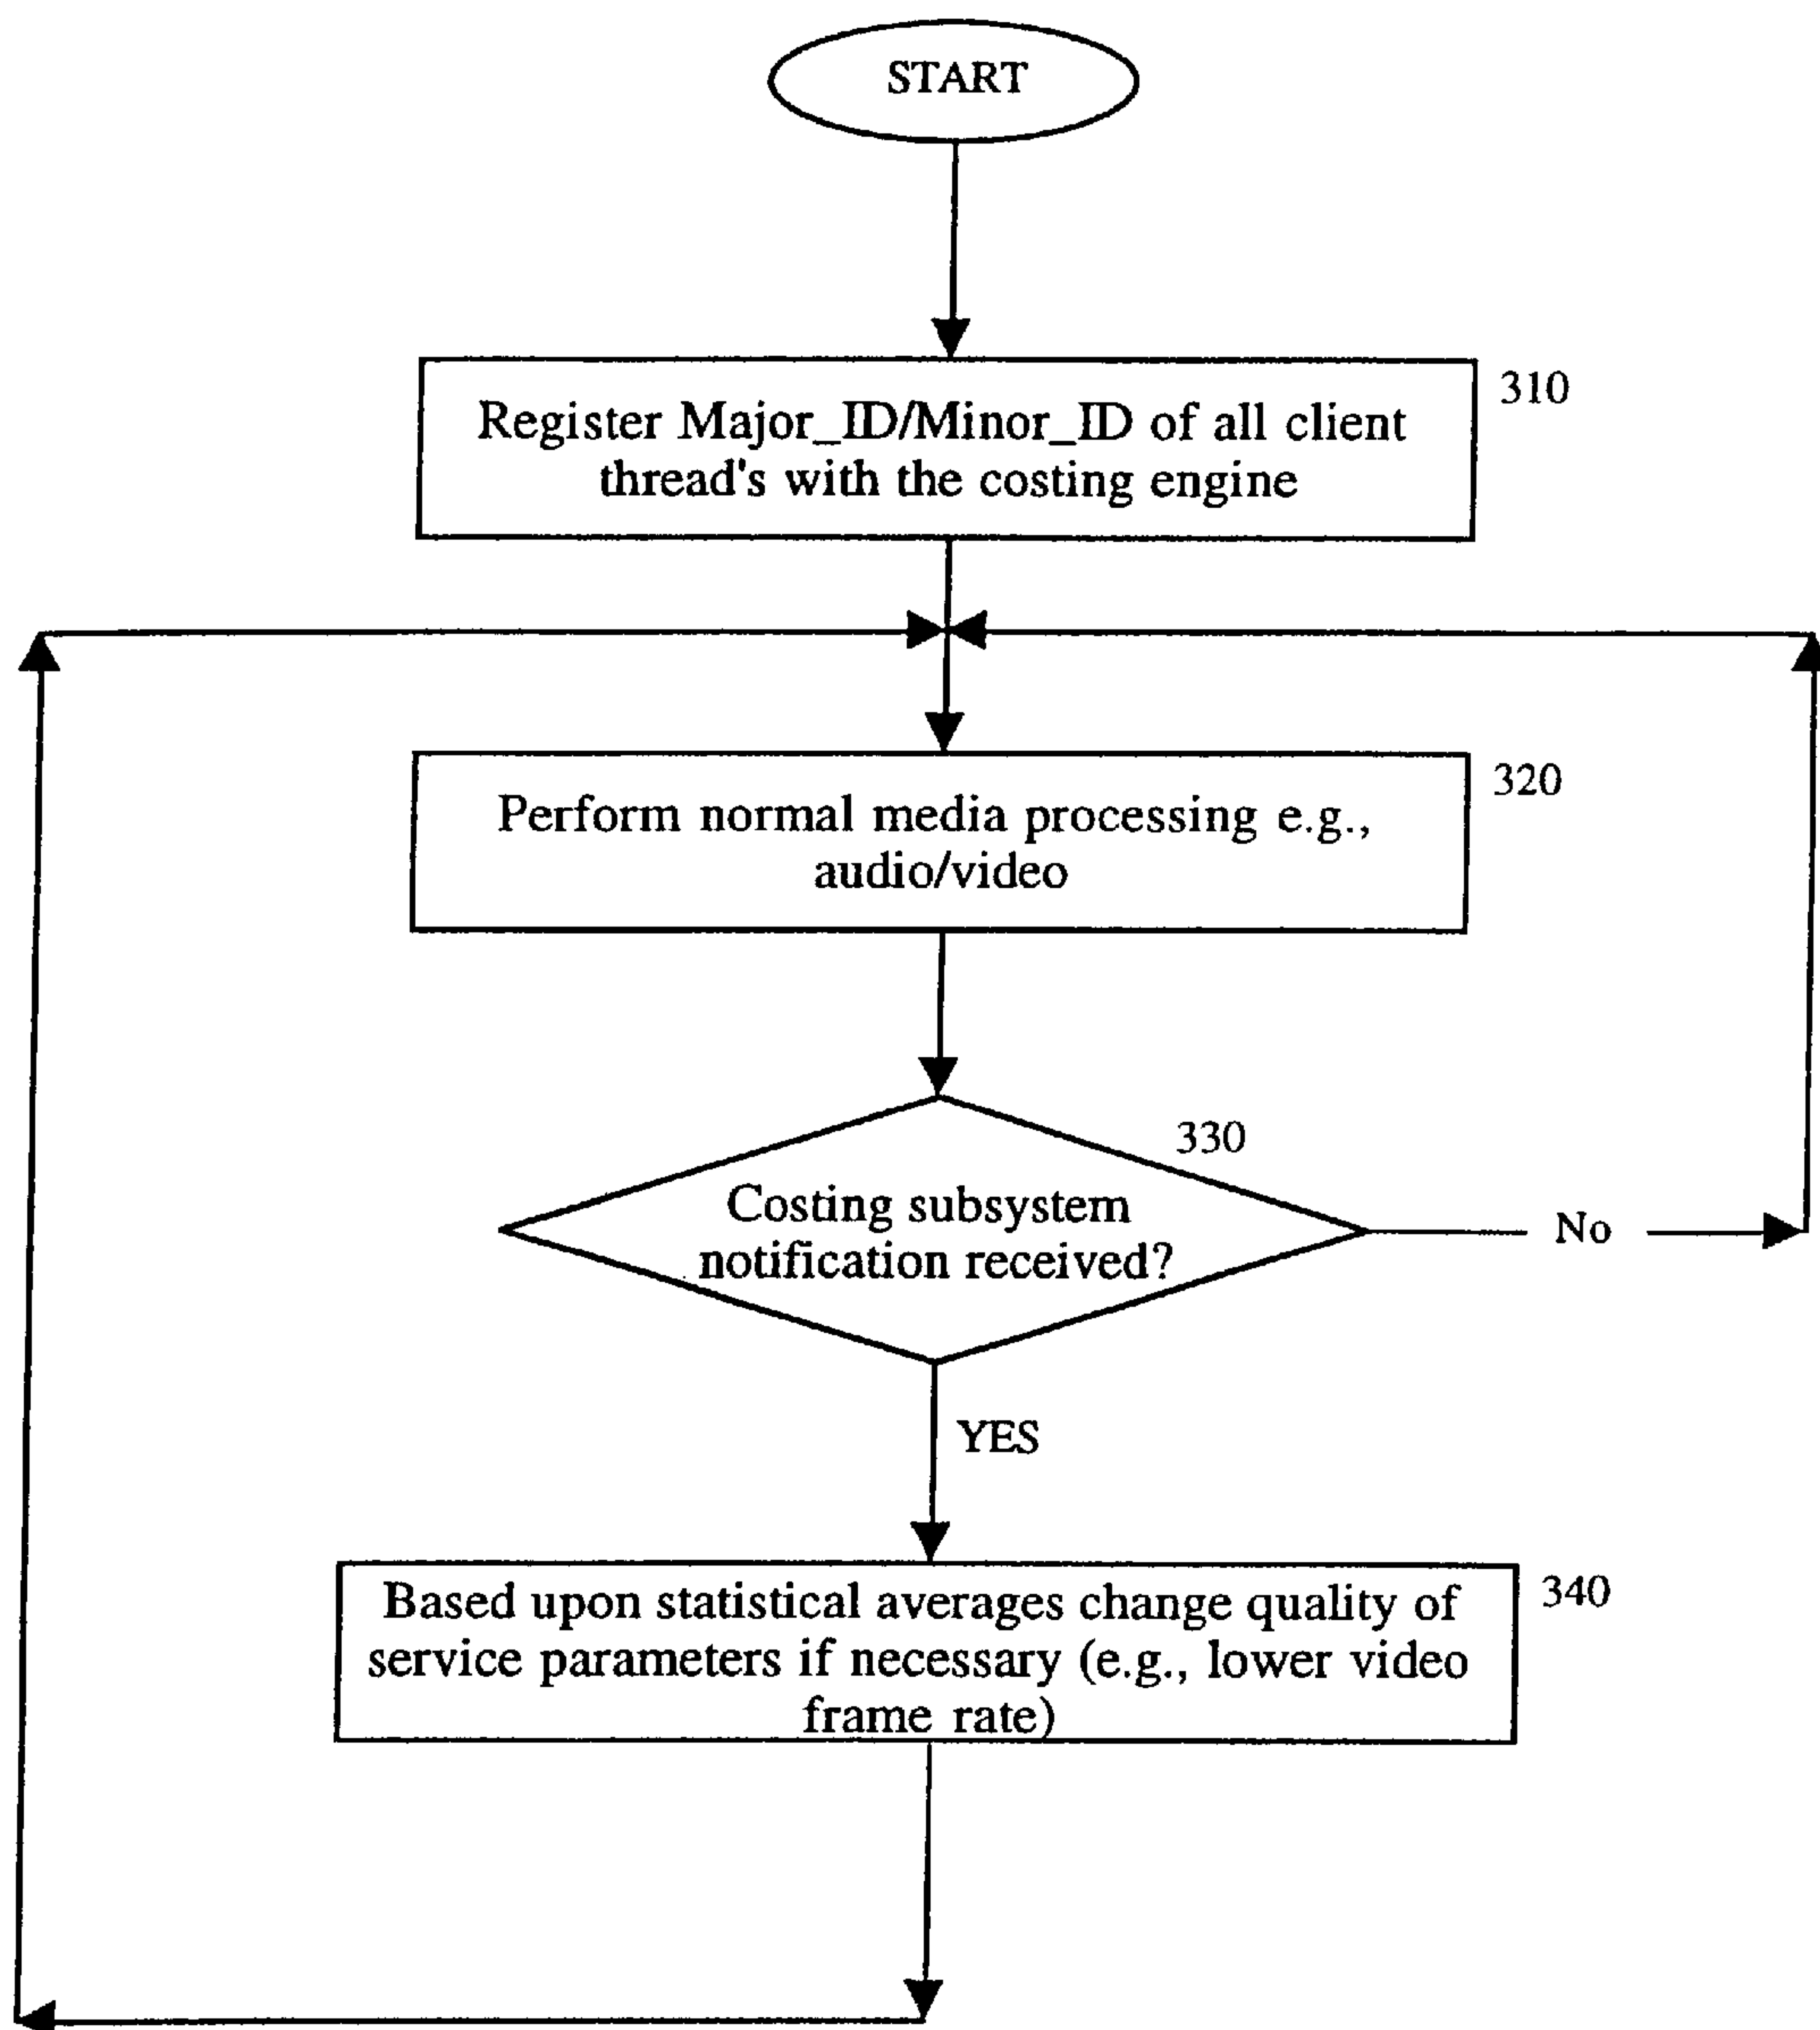 START
310
Register Major_ID/Minor_ID of all client
thread's with the costing engine
320
Perform normal media processing e.g.,
audio/video
330
Costing subsystem
notification received?
No
YES
340
Based upon statistical averages change quality of
service parameters if necessary (e.g., lower video
frame rate)